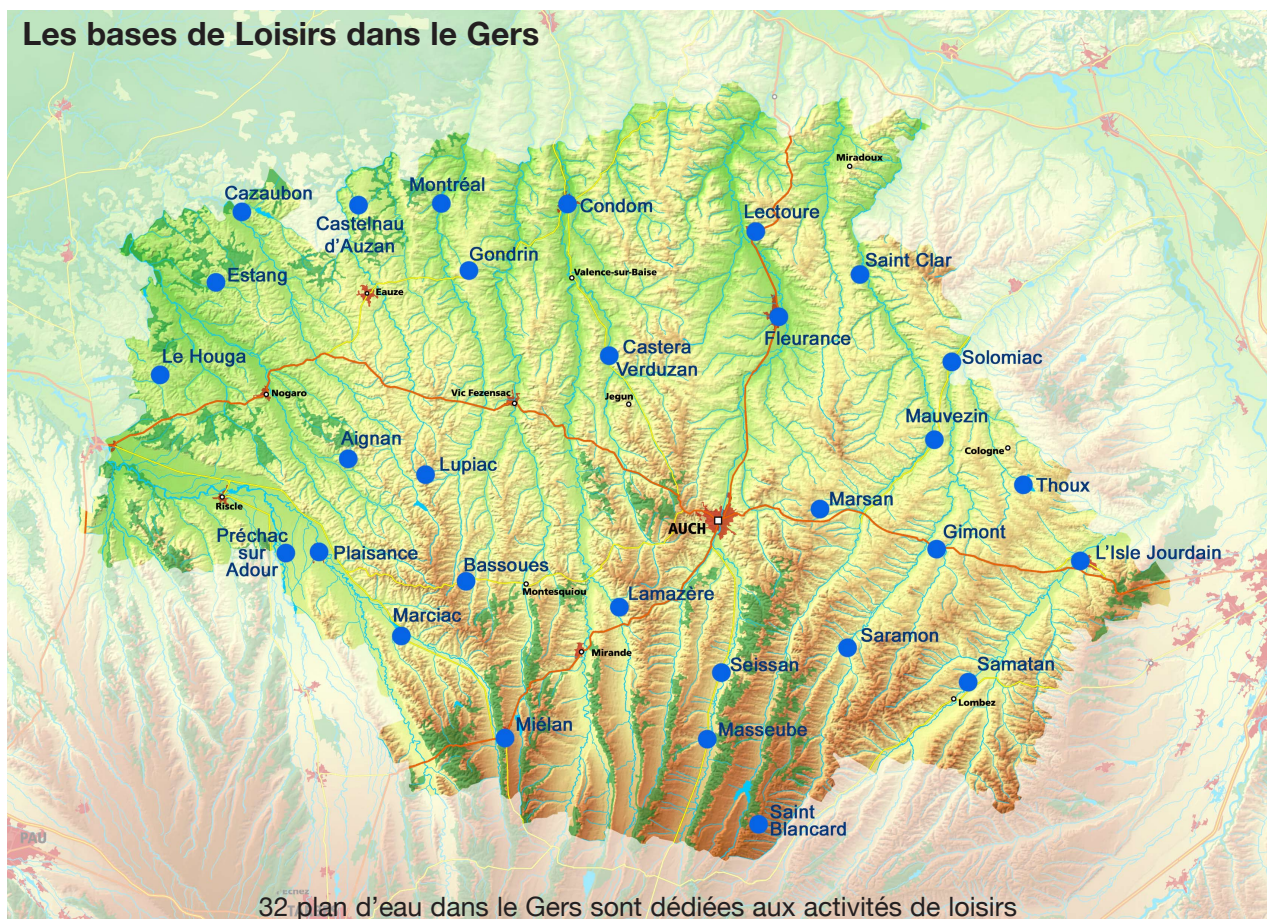 Les bases de Loisirs dans le Gers
Miradoux
Cazaubon
Montréal
Castelnau
d'Auzan
Condom
Lectoure
Gondrin
Valence-sur-Baise
Saint Clar
Estang
Eauze
Fleurance
Castera
Verduzan
Le Houga
Solomiac
Nogaro
Vic Fezensac
Jegun
Mauvezin
Aignan
Cologne
Lupiac
Thoux
Riscle
Marsan
AUCH
Gimont
Préchac
sur
Adour
Plaisance
L'Isle Jourdain
Bassoues
Montesquiou
Lamazère
Marciac
Saramon
Mirande
Seissan
Samatan
Lombez
Miélan
Masseube
Saint
Blancard
PAU
32 plan d'eau dans le Gers sont dédiées aux activités de loisirs